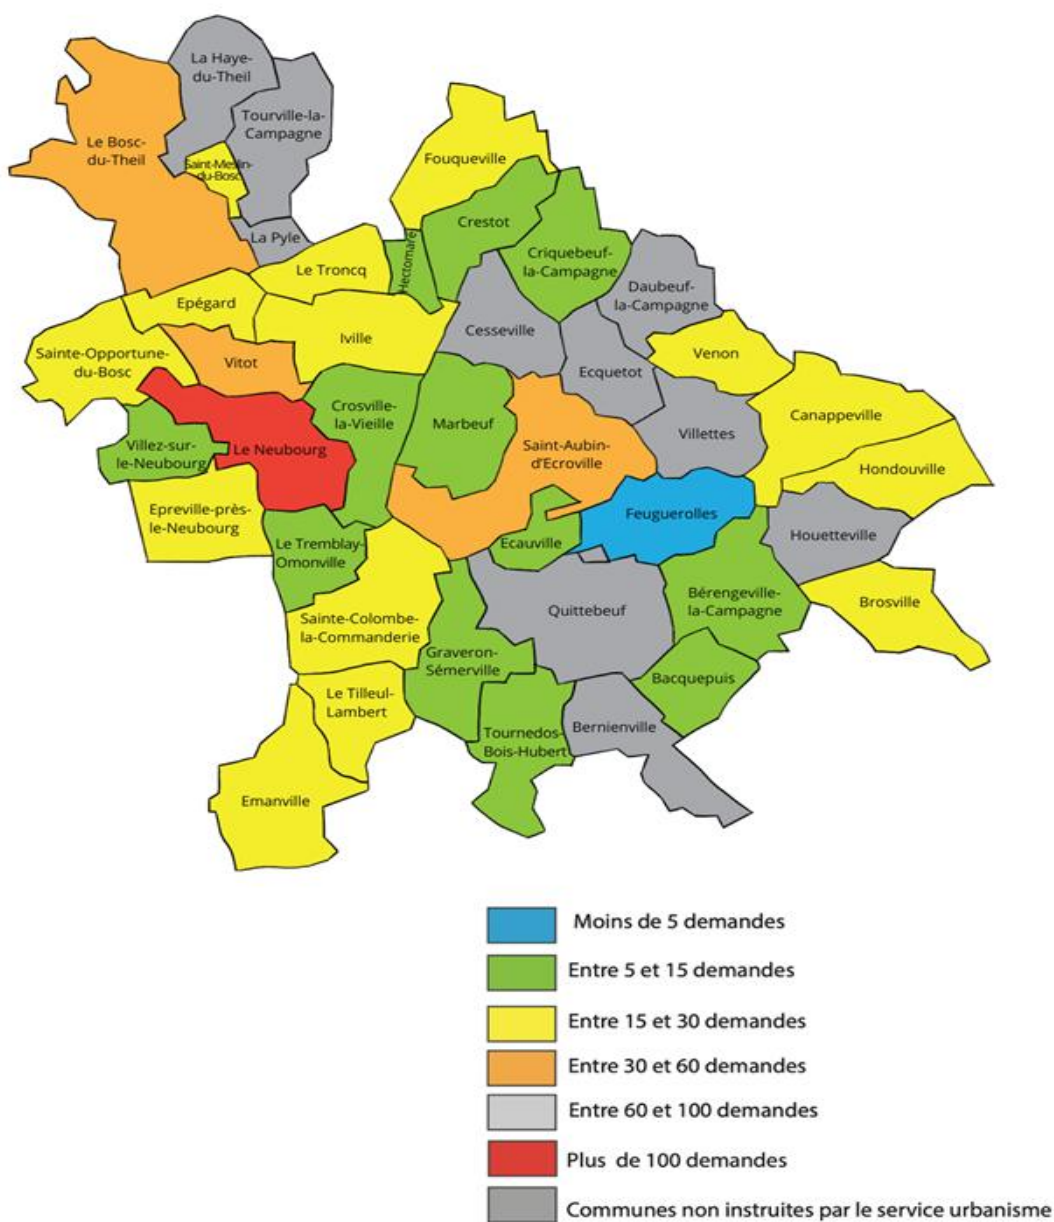 La Haye-
du-Theil
Tourville-la-
Campagne
Le Bosc-
du-Theil
Saint-Meslin-
du-Bosc
Fouqueville
La Pyle
Crestot
Hectomare
Criquebeuf-
la-Campagne
Le Troncq
Daubeuf-
la-Campagne
Epégard
Iville
Cesseville
Sainte-Opportune-
du-Bosc
Vitot
Ecquetot
Venon
Crosville-
la-Vieille
Marbeuf
Canappeville
Villettes
Villez-sur-
le-Neubourg
Le Neubourg
Saint-Aubin-
d'Ecroville
Hondouville
Epreville-près-
le-Neubourg
Feuguerolles
Houetteville
Le Tremblay-
Omonville
Ecauville
Sainte-Colombe-
la-Commanderie
Quittebeuf
Bérengeville-
la-Campagne
Brosville
Graveron-
Sémerville
Bacquepuis
Le Tilleul-
Lambert
Tournedos-
Bois-Hubert
Bernienville
Emanville
Moins de 5 demandes
Entre 5 et 15 demandes
Entre 15 et 30 demandes
Entre 30 et 60 demandes
Entre 60 et 100 demandes
Plus de 100 demandes
Communes non instruites par le service urbanisme